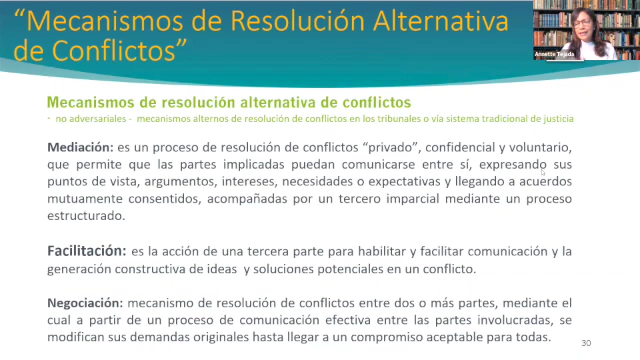 “Mecanismos de Resolución Alternativa
de Conflictos”
Annette Tejada
Mecanismos de resolución alternativa de conflictos
- no adversariales - mecanismos alternos de resolución de conflictos en los tribunales o vía sistema tradicional de justicia
Mediación: es un proceso de resolución de conflictos “privado”, confidencial y voluntario,
que permite que las partes implicadas puedan comunicarse entre sí, expresando sus
puntos de vista, argumentos, intereses, necesidades o expectativas y llegando a acuerdos
mutuamente consentidos, acompañadas por un tercero imparcial mediante un proceso
estructurado.
Facilitación: es la acción de una tercera parte para habilitar y facilitar comunicación y la
generación constructiva de ideas y soluciones potenciales en un conflicto.
Negociación: mecanismo de resolución de conflictos entre dos o más partes, mediante el
cual a partir de un proceso de comunicación efectiva entre las partes involucradas, se
modifican sus demandas originales hasta llegar a un compromiso aceptable para todas.
30